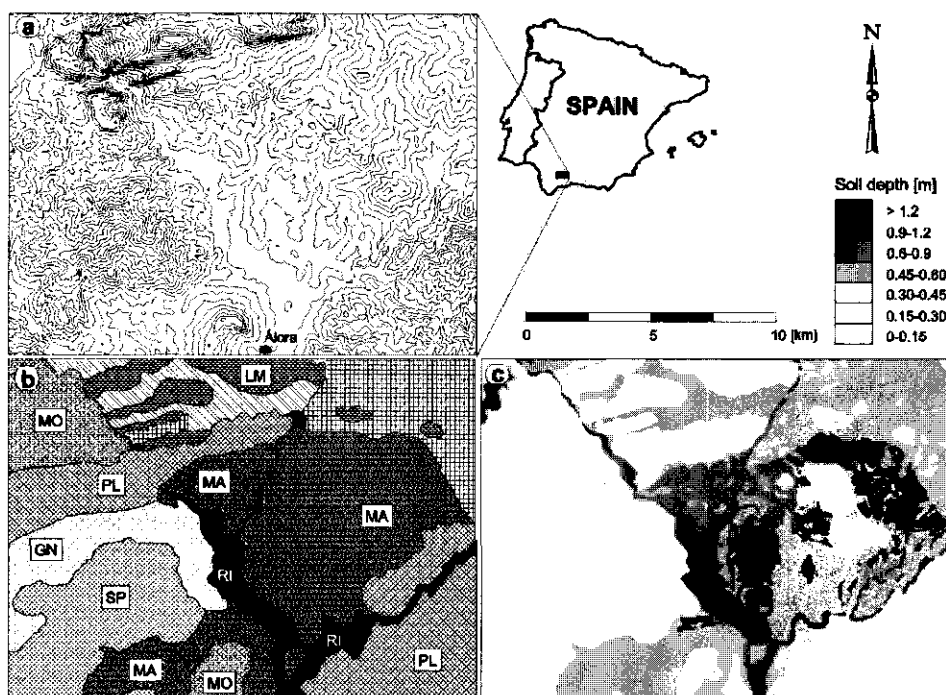 a
Álora
SPAIN
N
Soil depth [m]
> 1.2
0.9-1.2
0.6-0.9
0.45-0.60
0.30-0.45
0.15-0.30
0-0.15
0 5 10 [km]
b
LM
MO
PL
MA
MA
GN
RI
SP
RI
MA
MO
PL
c